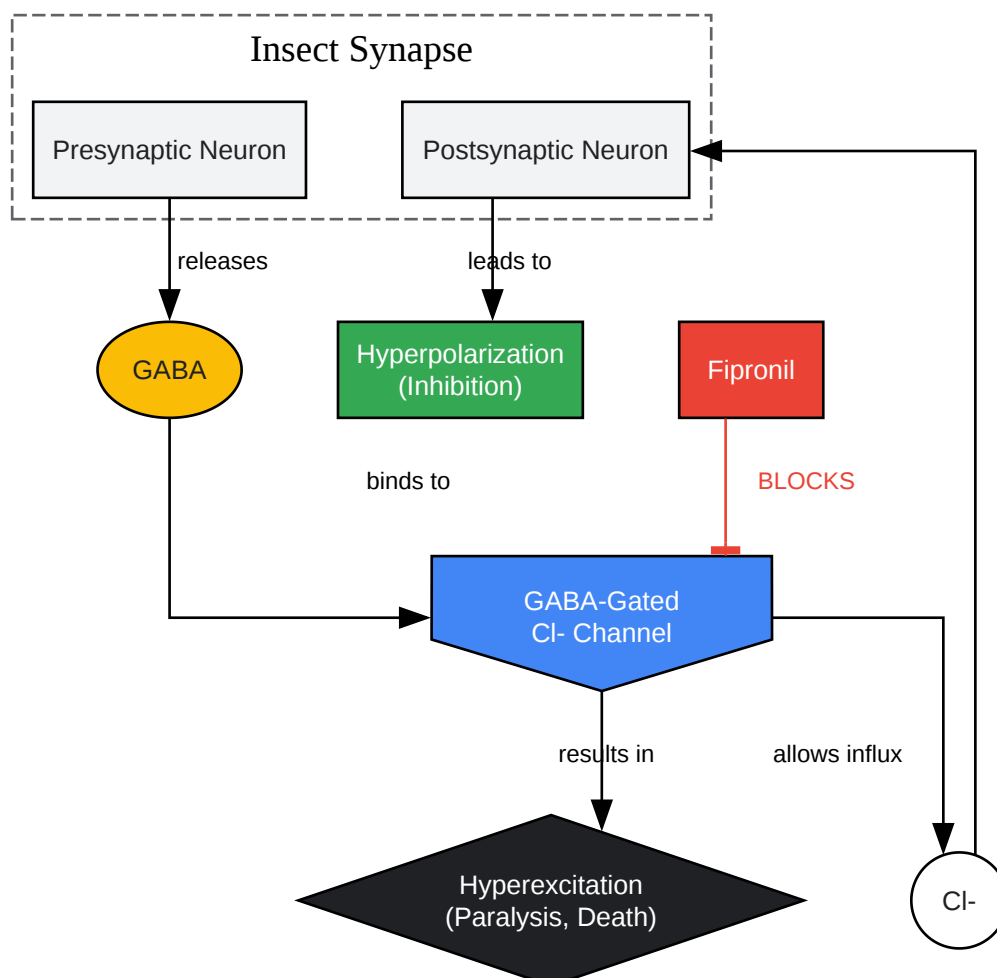 Insect Synapse
Presynaptic Neuron
Postsynaptic Neuron
releases
leads to
GABA
Hyperpolarization
(Inhibition)
Fipronil
binds to
BLOCKS
GABA-Gated
Cl- Channel
results in
allows influx
Hyperexcitation
(Paralysis, Death)
Cl-